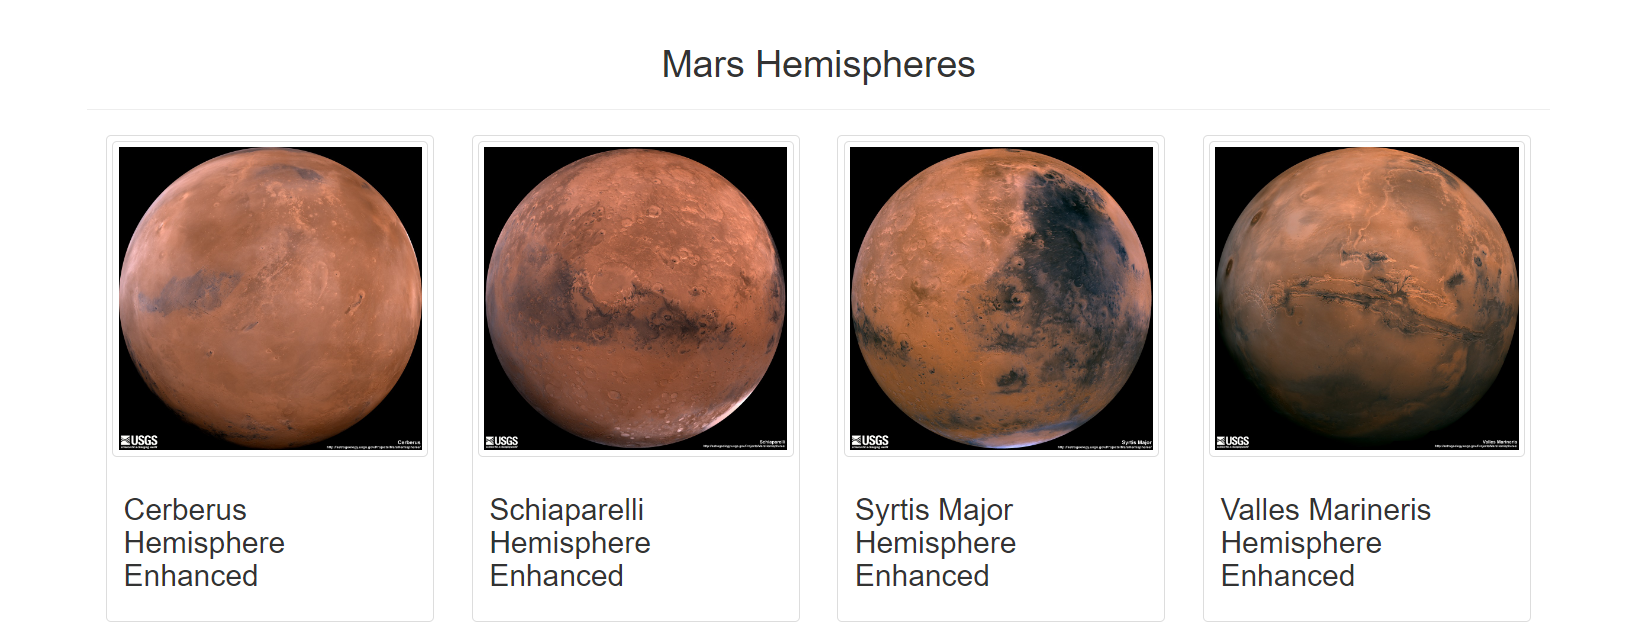 Mars Hemispheres
USGS
Cerberus
USGS
Schiaparelli
USGS
Syrtis Major
USGS
Valles Marineris
Cerberus
Hemisphere
Enhanced
Schiaparelli
Hemisphere
Enhanced
Syrtis Major
Hemisphere
Enhanced
Valles Marineris
Hemisphere
Enhanced